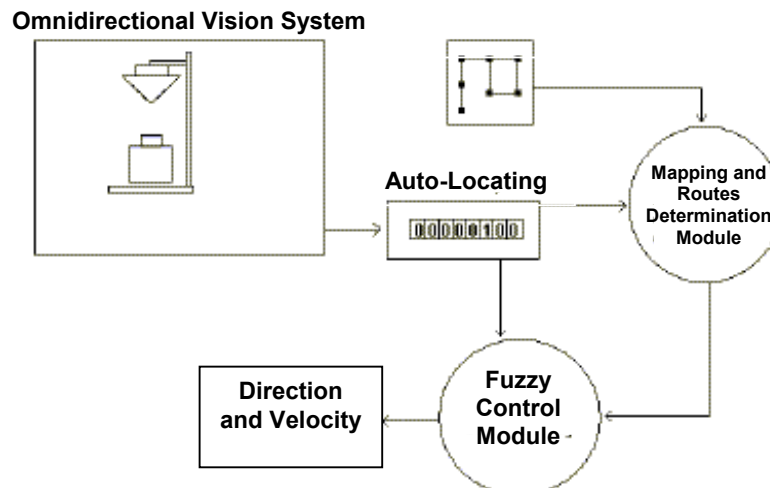 Omnidirectional Vision System
Auto-Locating
00000100
Mapping and
Routes
Determination
Module
Direction
and Velocity
Fuzzy
Control
Module